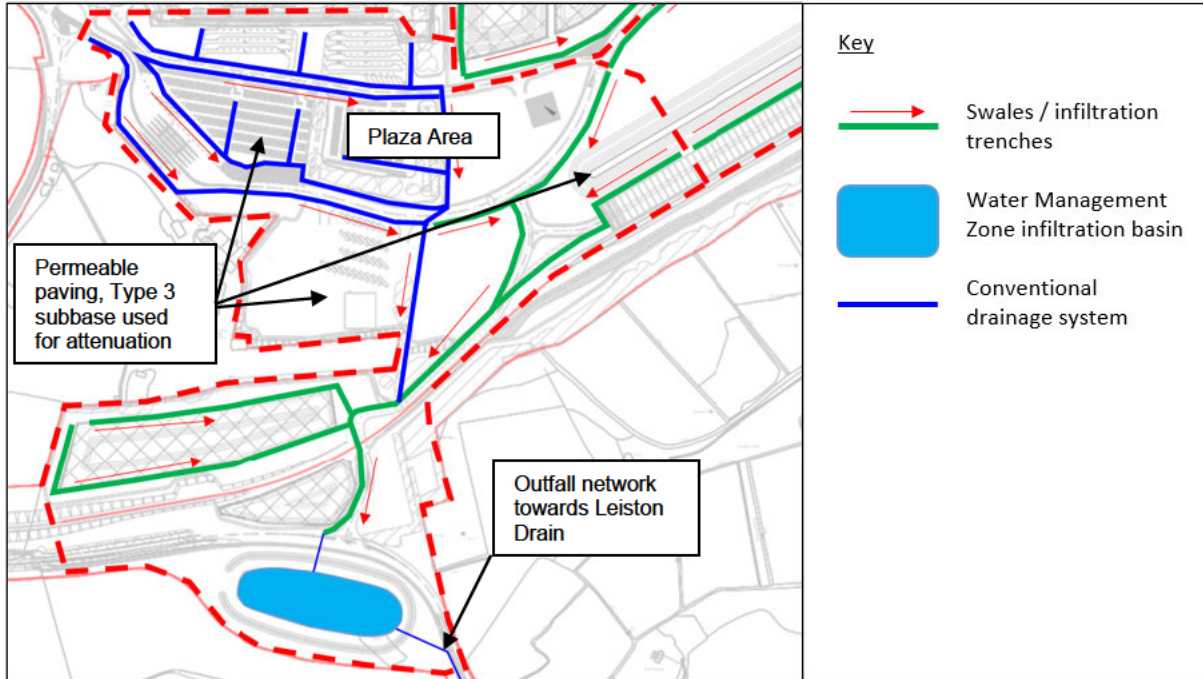 Plaza Area
Permeable
paving, Type 3
subbase used
for attenuation
Outfall network
towards Leiston
Drain
Key
Swales / infiltration
trenches
Water Management
Zone infiltration basin
Conventional
drainage system